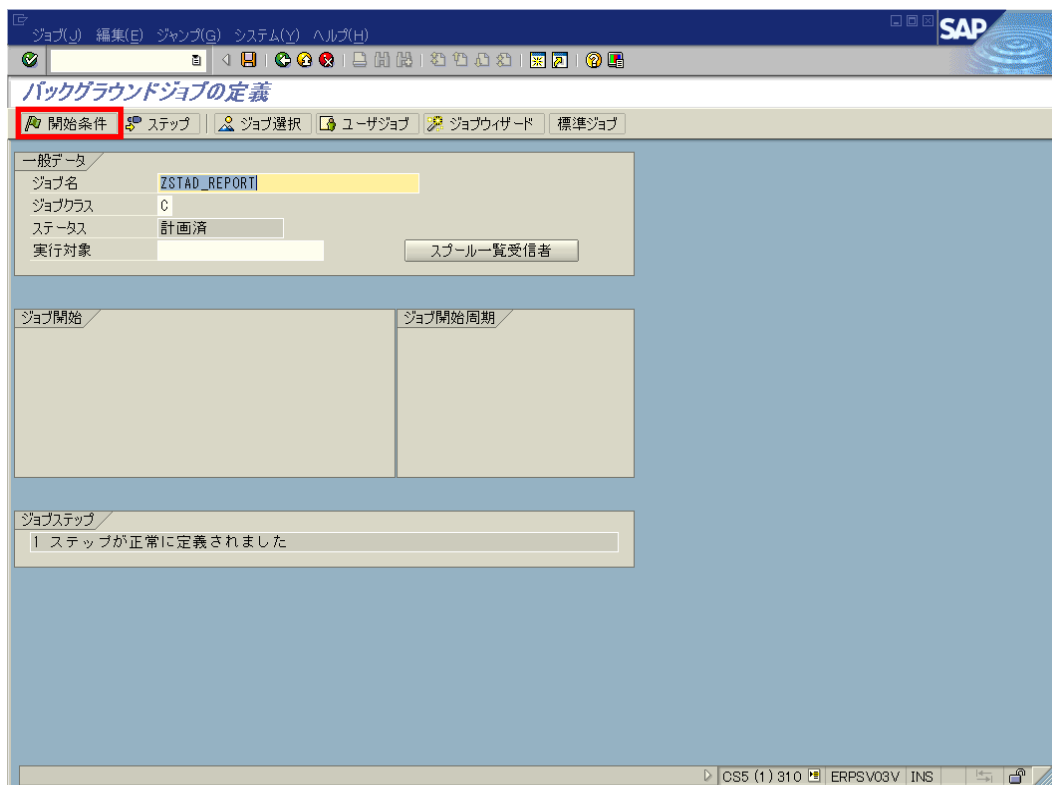 ジョブ(J) 編集(E) ジャンプ(G) システム(Y) ヘルプ(H)
SAP
バックグラウンドジョブの定義
開始条件 ステップ ジョブ選択 ユーザジョブ ジョブウィザード 標準ジョブ
一般データ
ジョブ名 ZSTAD_REPORT
ジョブクラス C
ステータス 計画済
実行対象 スプール一覧受信者
ジョブ開始 ジョブ開始周期
ジョブステップ
1 ステップが正常に定義されました
CS5 (1) 310 ERPSV03V INS